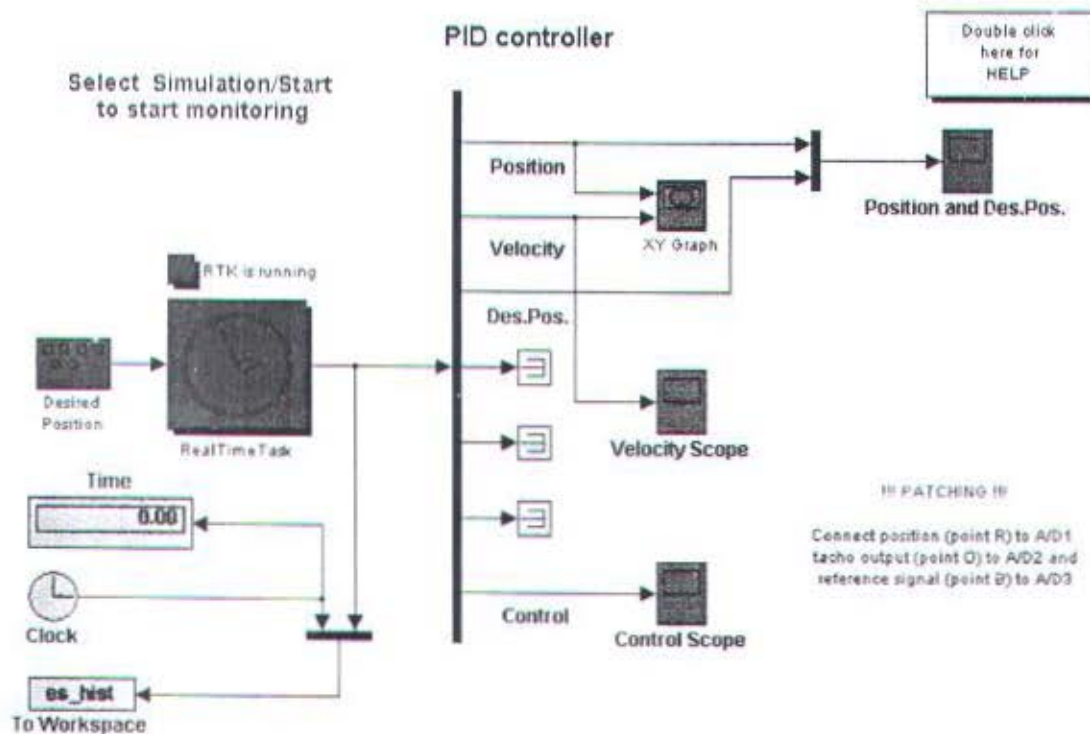 PID controller
Double click
here for
HELP
Select Simulation/Start
to start monitoring
Position
Position and Des.Pos.
XY Graph
Velocity
RTK is running
Des.Pos.
Desired
Position
RealTimeTask
Velocity Scope
Time
0.00
!!! PATCHING !!!
Connect position (point R) to A/D1
tacho output (point O) to A/D2 and
reference signal (point B) to A/D3
Clock
Control
Control Scope
es_hist
To Workspace